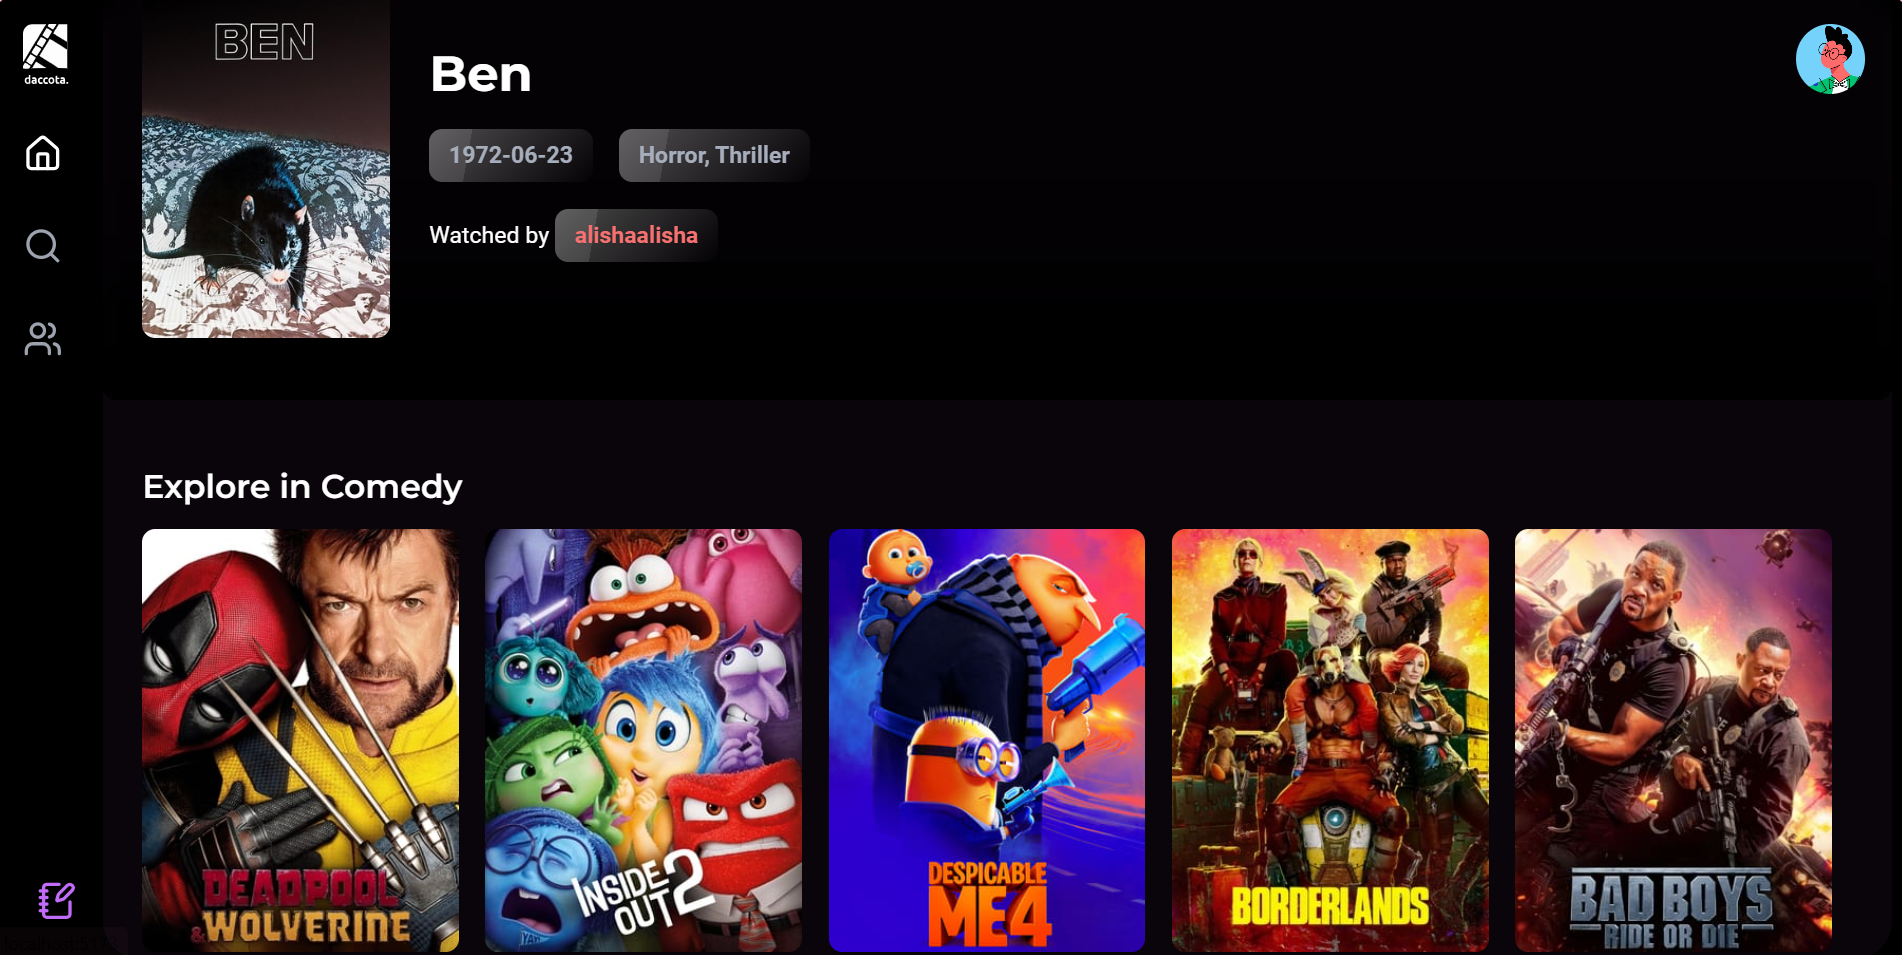 daccota.
BEN
Ben
1972-06-23
Horror, Thriller
Watched by alishaalisha
Explore in Comedy
DEADPOOL
& WOLVERINE
INSIDE
OUT 2
DESPICABLE
ME 4
BORDERLANDS
BAD BOYS
RIDE OR DIE